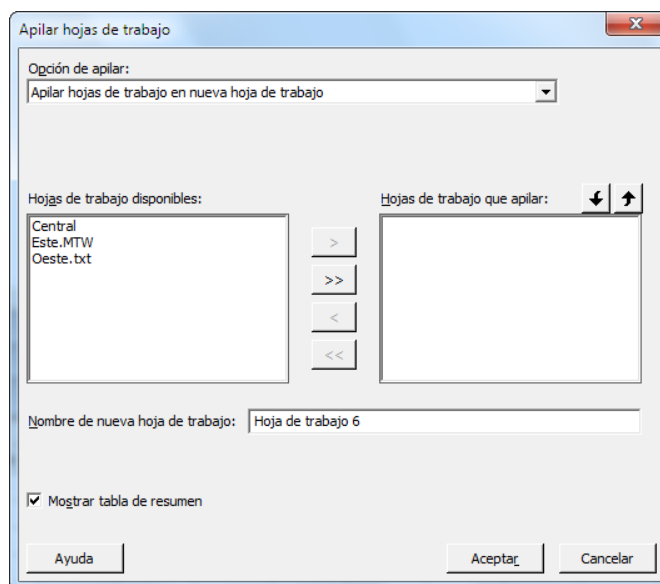 Apilar hojas de trabajo
Opción de apilar:
Apilar hojas de trabajo en nueva hoja de trabajo
Hojas de trabajo disponibles:
Hojas de trabajo que apilar:
Central
Este.MTW
Oeste.txt
>
>>
<
<<
Nombre de nueva hoja de trabajo: Hoja de trabajo 6
Mostrar tabla de resumen
Ayuda Aceptar Cancelar